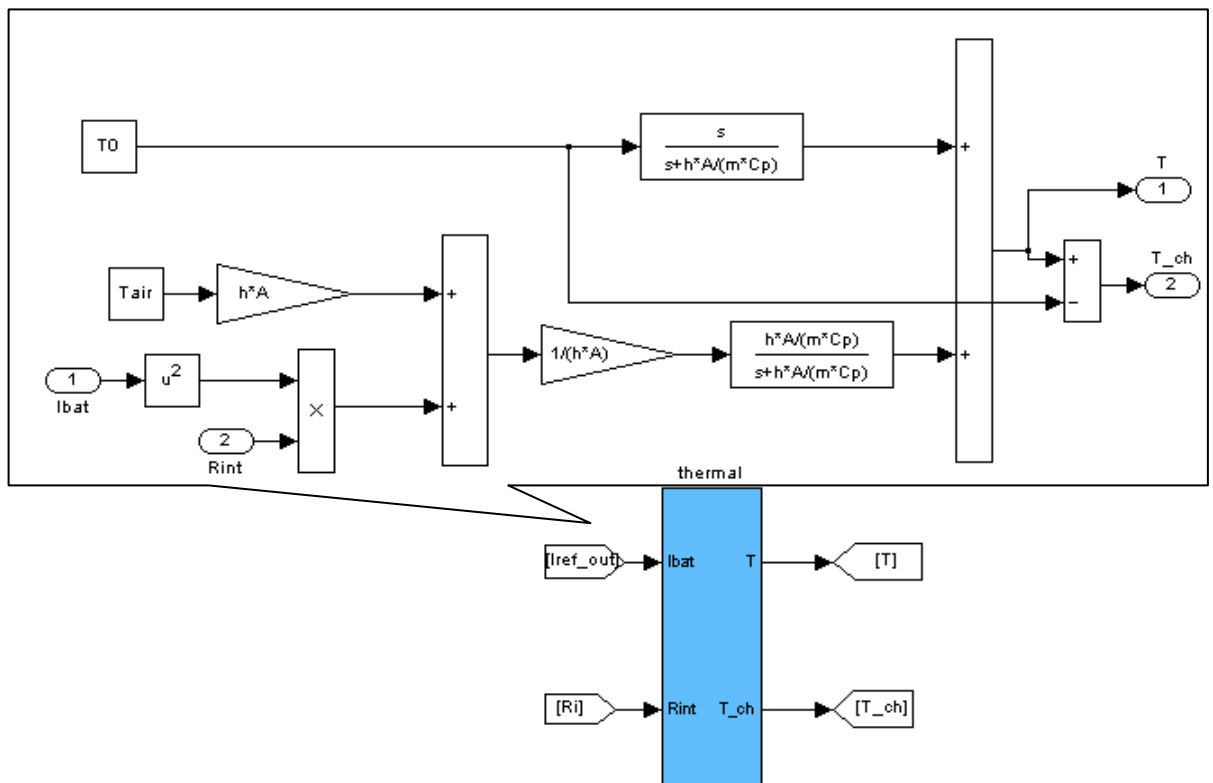 T0
s
s+h*A/(m*Cp)
+
T
1
Tair
h*A
+
+
T_ch
2
−
1/(h*A)
h*A/(m*Cp)
s+h*A/(m*Cp)
+
1
Ibat
u²
×
+
2
Rint
thermal
[Iref_out]
Ibat
T
[T]
[Ri]
Rint
T_ch
[T_ch]